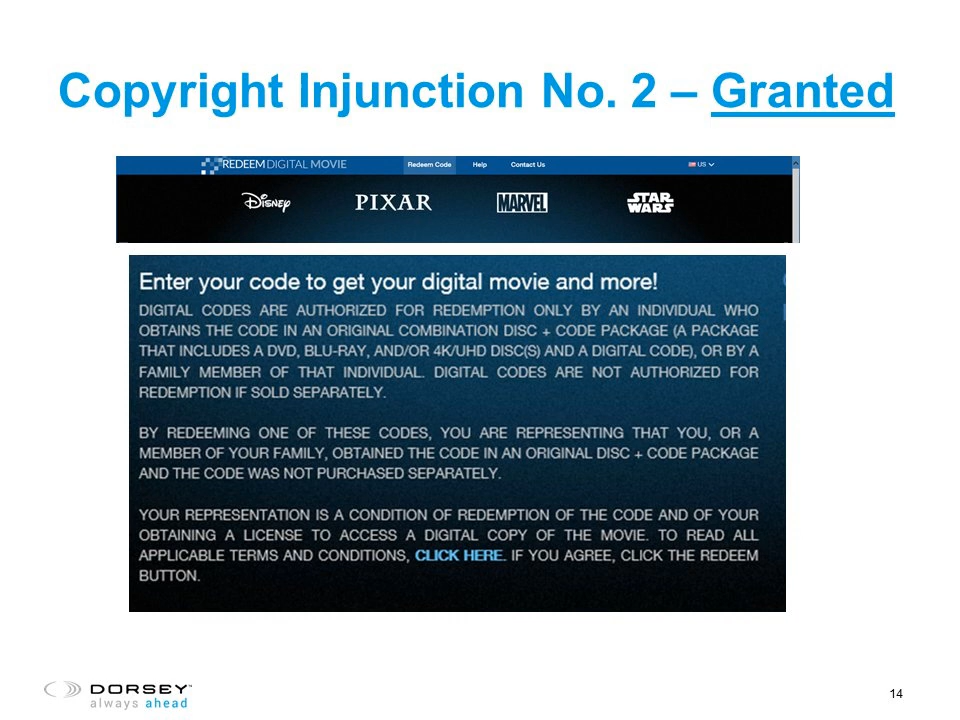 Copyright Injunction No. 2 – Granted
REDEEM DIGITAL MOVIE Redeem Code Help Contact Us US
Disney PIXAR MARVEL STAR WARS
Enter your code to get your digital movie and more!
DIGITAL CODES ARE AUTHORIZED FOR REDEMPTION ONLY BY AN INDIVIDUAL WHO
OBTAINS THE CODE IN AN ORIGINAL COMBINATION DISC + CODE PACKAGE (A PACKAGE
THAT INCLUDES A DVD, BLU-RAY, AND/OR 4K/UHD DISC(S) AND A DIGITAL CODE), OR BY A
FAMILY MEMBER OF THAT INDIVIDUAL. DIGITAL CODES ARE NOT AUTHORIZED FOR
REDEMPTION IF SOLD SEPARATELY.
BY REDEEMING ONE OF THESE CODES, YOU ARE REPRESENTING THAT YOU, OR A
MEMBER OF YOUR FAMILY, OBTAINED THE CODE IN AN ORIGINAL DISC + CODE PACKAGE
AND THE CODE WAS NOT PURCHASED SEPARATELY.
YOUR REPRESENTATION IS A CONDITION OF REDEMPTION OF THE CODE AND OF YOUR
OBTAINING A LICENSE TO ACCESS A DIGITAL COPY OF THE MOVIE. TO READ ALL
APPLICABLE TERMS AND CONDITIONS, CLICK HERE. IF YOU AGREE, CLICK THE REDEEM
BUTTON.
DORSEY™
always ahead
14